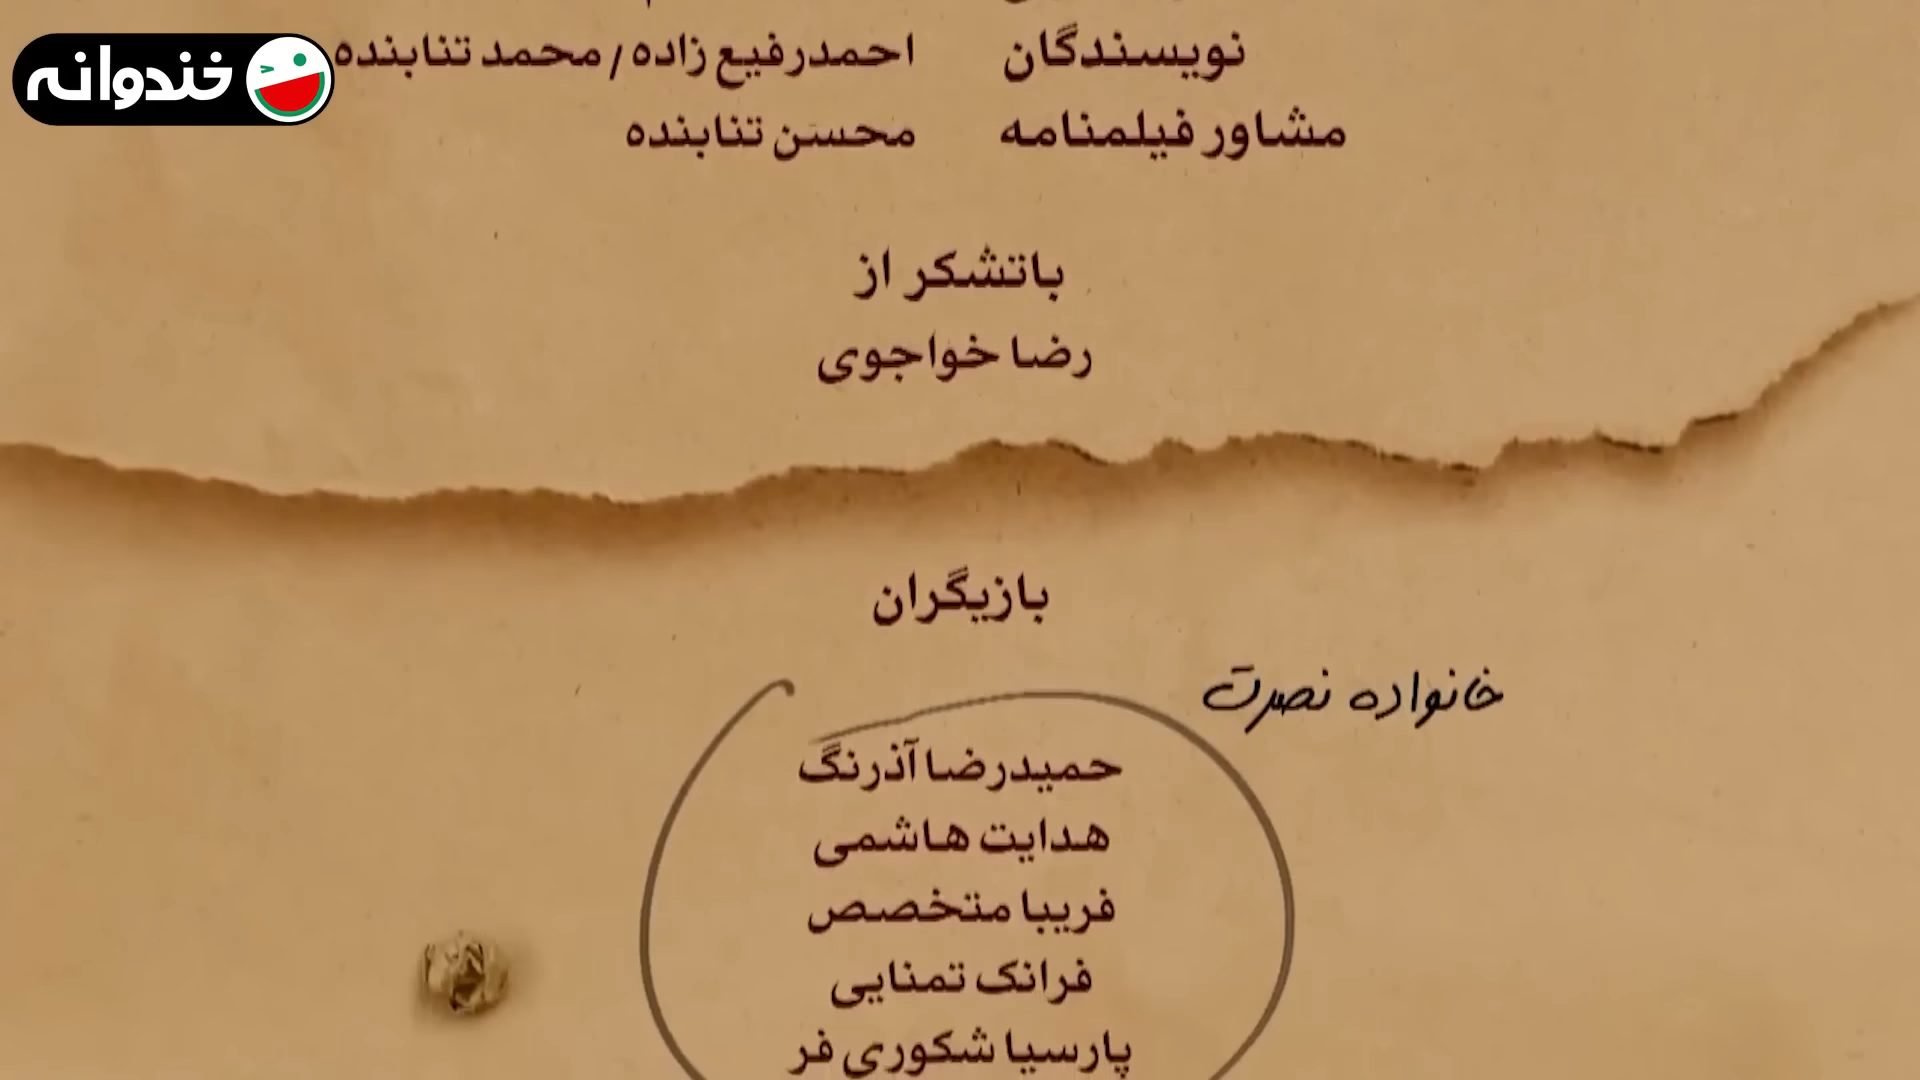 خندوانه
نویسندگان احمدرفیع زاده / محمد تنابنده
مشاور فیلمنامه محسن تنابنده
باتشکر از
رضا خواجوی
بازیگران
خانواده نصرت
حمیدرضا آذرنگ
هدایت هاشمی
فریبا متخصص
فرانک تمنایی
پارسیا شکوری فر